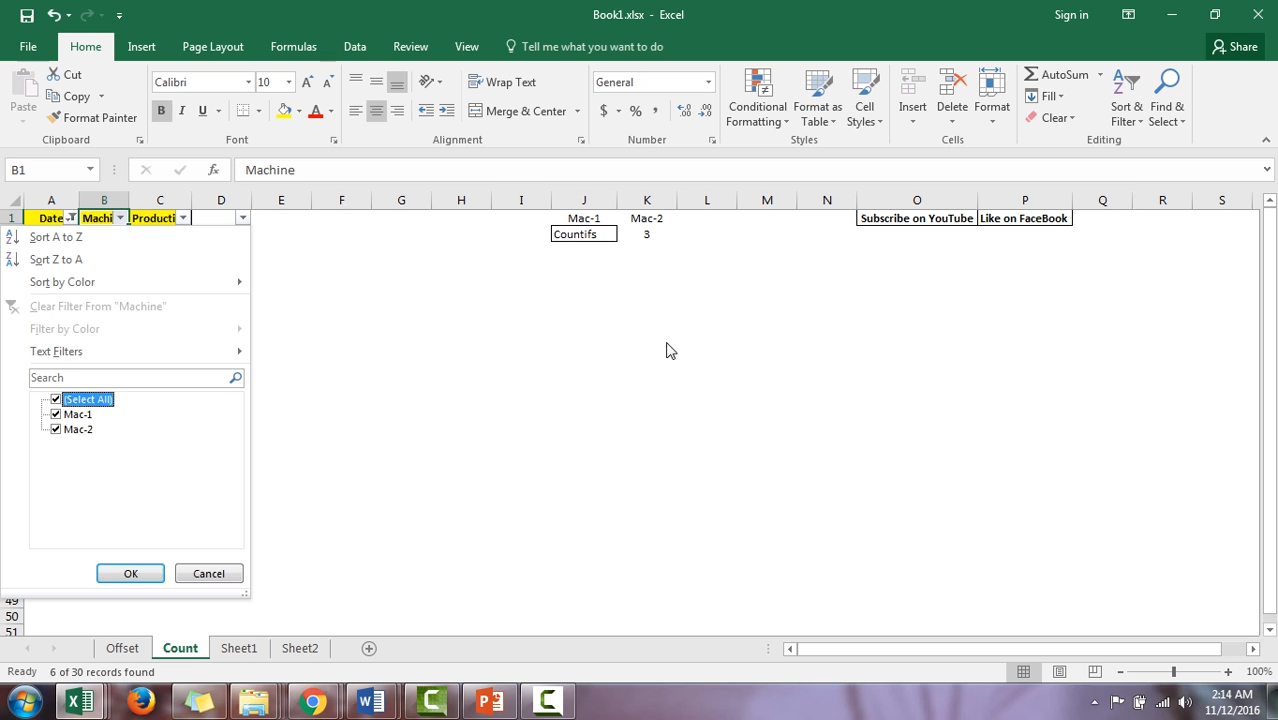 Book1.xlsx - Excel
Sign in
File Home Insert Page Layout Formulas Data Review View Tell me what you want to do Share
Paste Cut Copy Format Painter Clipboard
Calibri 10 B I U Font
Wrap Text Merge & Center Alignment
General $ % , Number
Conditional Formatting Format as Table Cell Styles Styles
Insert Delete Format Cells
AutoSum Fill Clear Sort & Filter Find & Select Editing
B1 fx Machine
A B C D E F G H I J K L M N O P Q R S
1 Date Machi Producti Mac-1 Mac-2 Subscribe on YouTube Like on FaceBook
Countifs 3
Sort A to Z
Sort Z to A
Sort by Color
Clear Filter From "Machine"
Filter by Color
Text Filters
Search
(Select All)
Mac-1
Mac-2
OK Cancel
49
50
51
Offset Count Sheet1 Sheet2
Ready 6 of 30 records found 100%
2:14 AM
11/12/2016